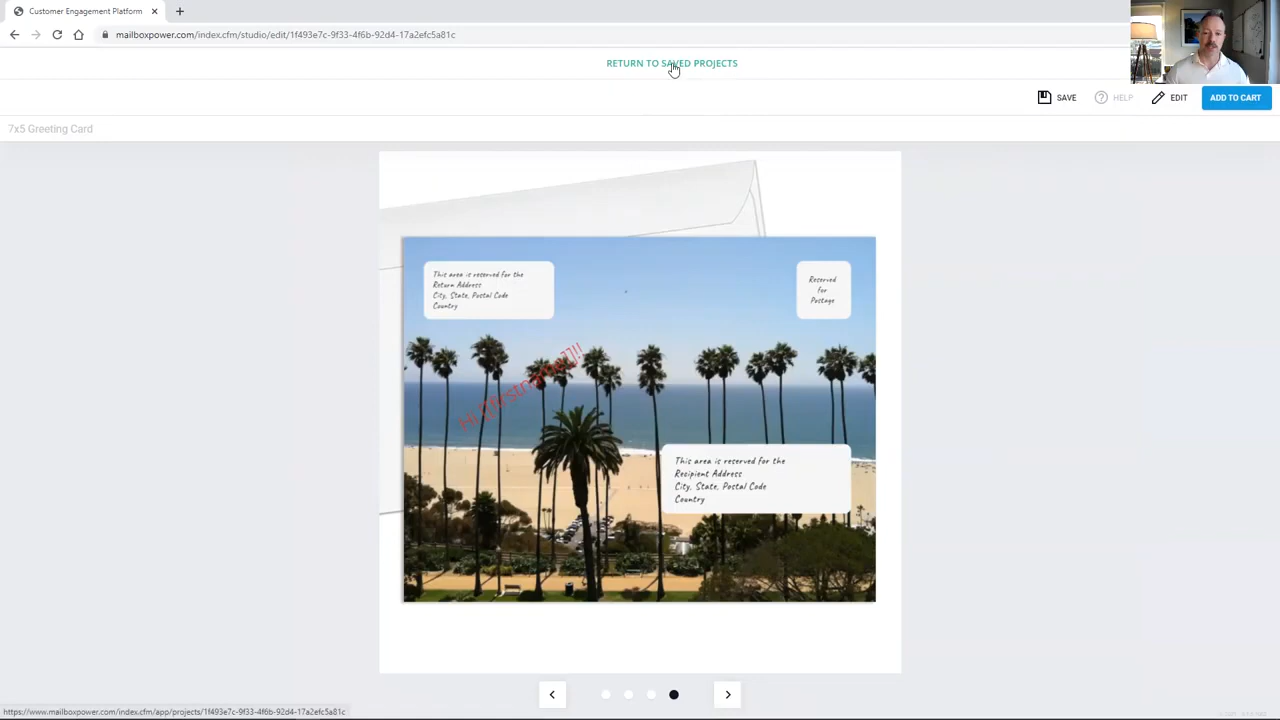 Customer Engagement Platform
mailboxpower.com/index.cfm/studio/edit/1f493e7c-9f33-4f6b-92d4-17a2efc5a81c
RETURN TO SAVED PROJECTS
SAVE
HELP
EDIT
ADD TO CART
7x5 Greeting Card
This area is reserved for the
Return Address
City, State, Postal Code
Country
Reserved
for
Postage
Hi [[firstname]]!!
This area is reserved for the
Recipient Address
City, State, Postal Code
Country
https://www.mailboxpower.com/index.cfm/app/projects/1f493e7c-9f33-4f6b-92d4-17a2efc5a81c